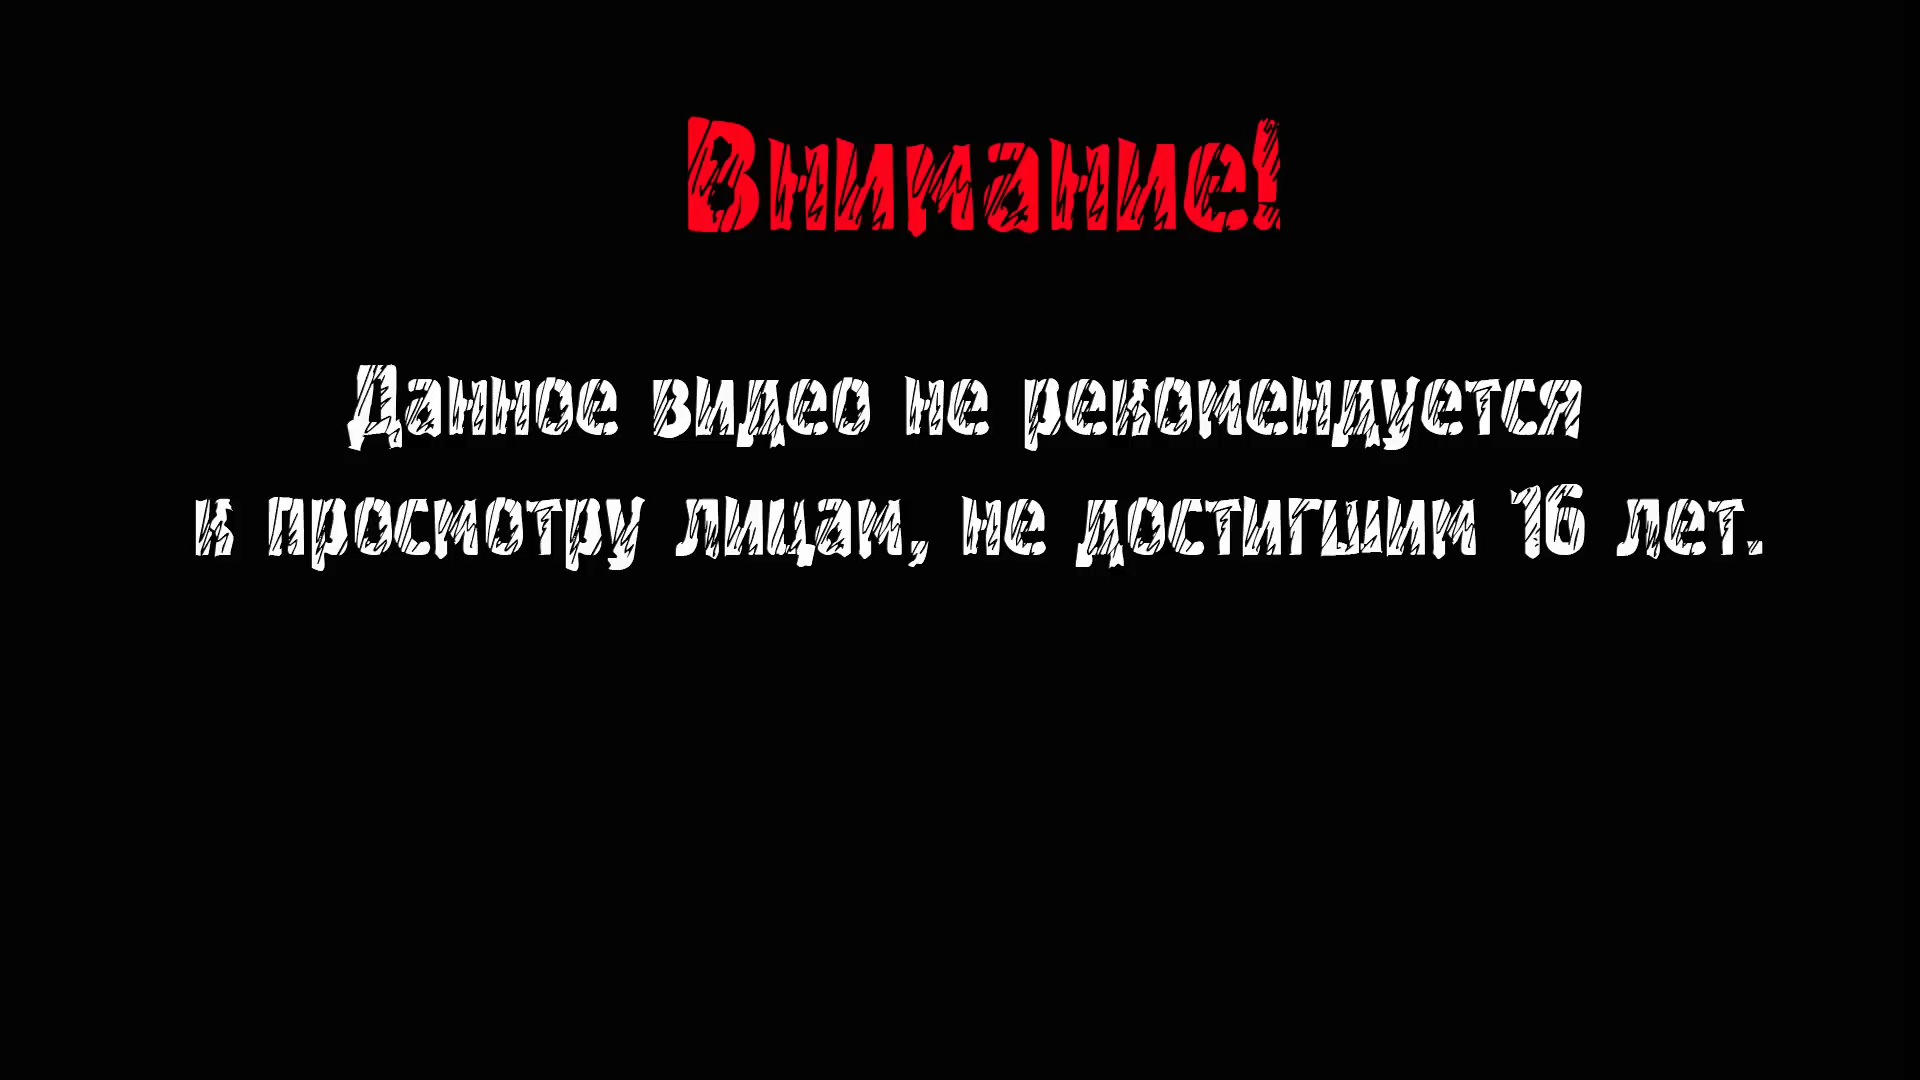 Внимание!
Данное видео не рекомендуется
к просмотру лицам, не достигшим 16 лет.